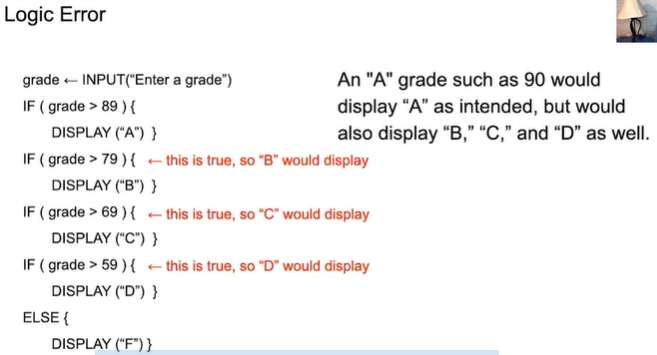 Logic Error
grade ← INPUT(“Enter a grade”)
IF ( grade > 89 ) {
DISPLAY (“A”) }
IF ( grade > 79 ) { ← this is true, so “B” would display
DISPLAY (“B”) }
IF ( grade > 69 ) { ← this is true, so “C” would display
DISPLAY (“C”) }
IF ( grade > 59 ) { ← this is true, so “D” would display
DISPLAY (“D”) }
ELSE {
DISPLAY (“F”) }
An "A" grade such as 90 would
display “A” as intended, but would
also display “B,” “C,” and “D” as well.